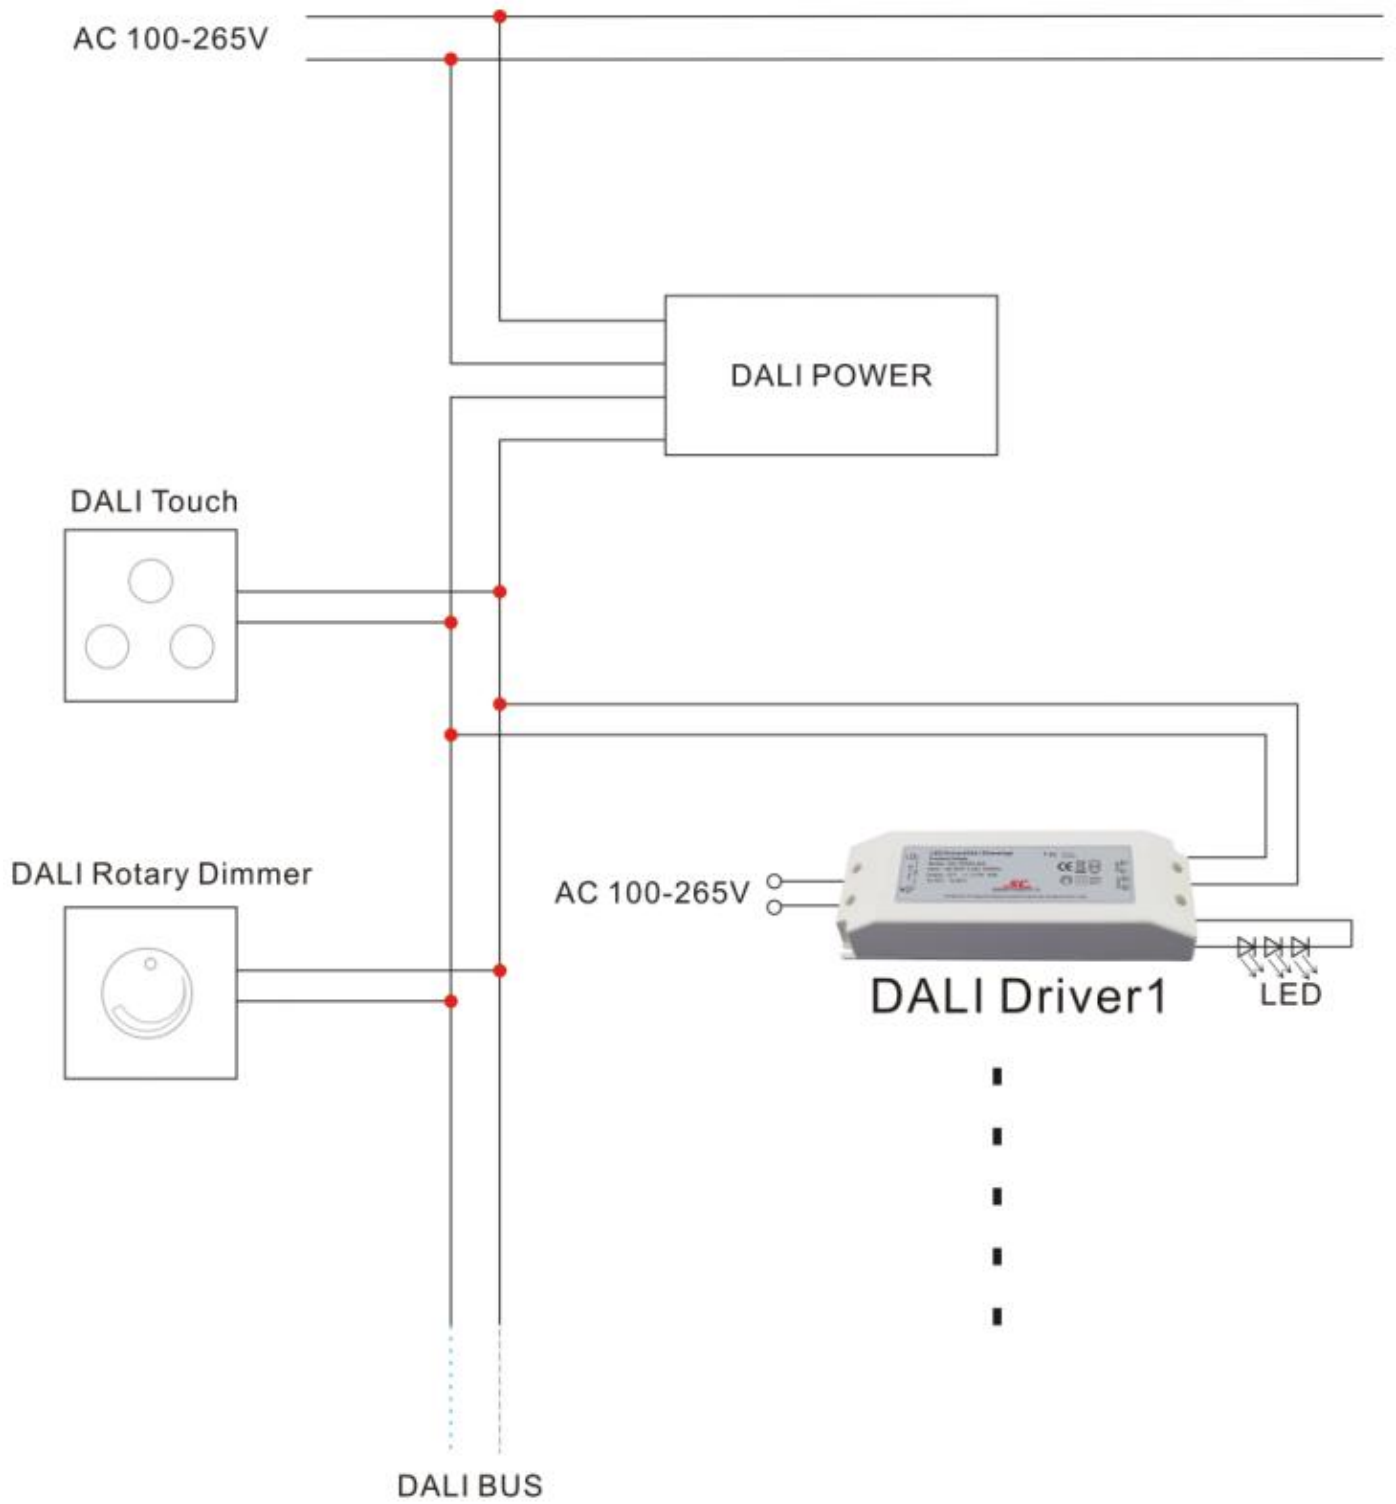 AC 100-265V
DALI POWER
DALI Touch
DALI Rotary Dimmer
AC 100-265V
DALI Driver1
LED
DALI BUS